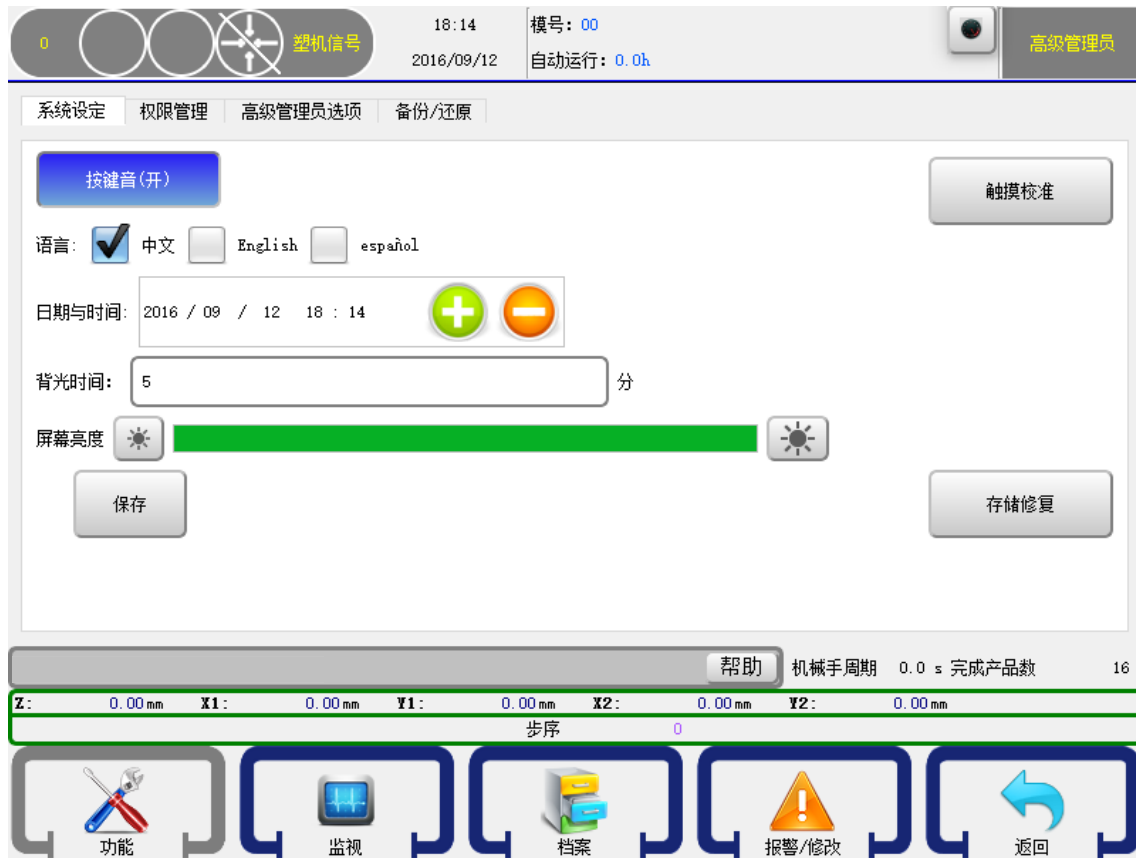 0 塑机信号 18:14 模号: 00 高级管理员
2016/09/12 自动运行: 0.0h
系统设定 权限管理 高级管理员选项 备份/还原
按键音(开) 触摸校准
语言: 中文 English español
日期与时间: 2016 / 09 / 12 18 : 14
背光时间: 5 分
屏幕亮度
保存 存储修复
帮助 机械手周期 0.0 s 完成产品数 16
Z: 0.00mm X1: 0.00mm Y1: 0.00mm X2: 0.00mm Y2: 0.00mm
步序 0
功能 监视 档案 报警/修改 返回